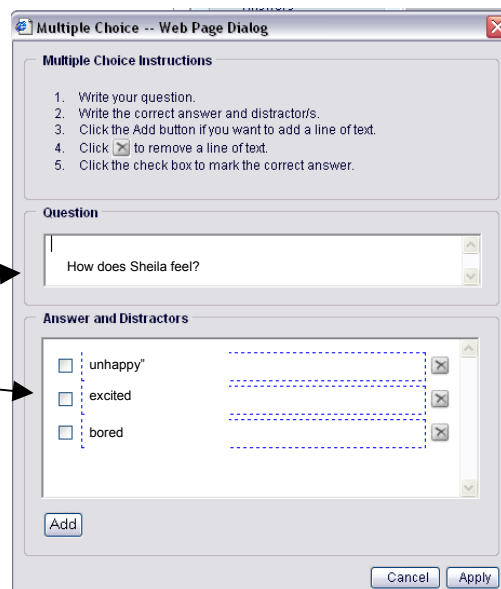 Multiple Choice -- Web Page Dialog
Multiple Choice Instructions
1. Write your question.
2. Write the correct answer and distractor/s.
3. Click the Add button if you want to add a line of text.
4. Click to remove a line of text.
5. Click the check box to mark the correct answer.
Question
How does Sheila feel?
Answer and Distractors
unhappy”
excited
bored
Add
Cancel Apply